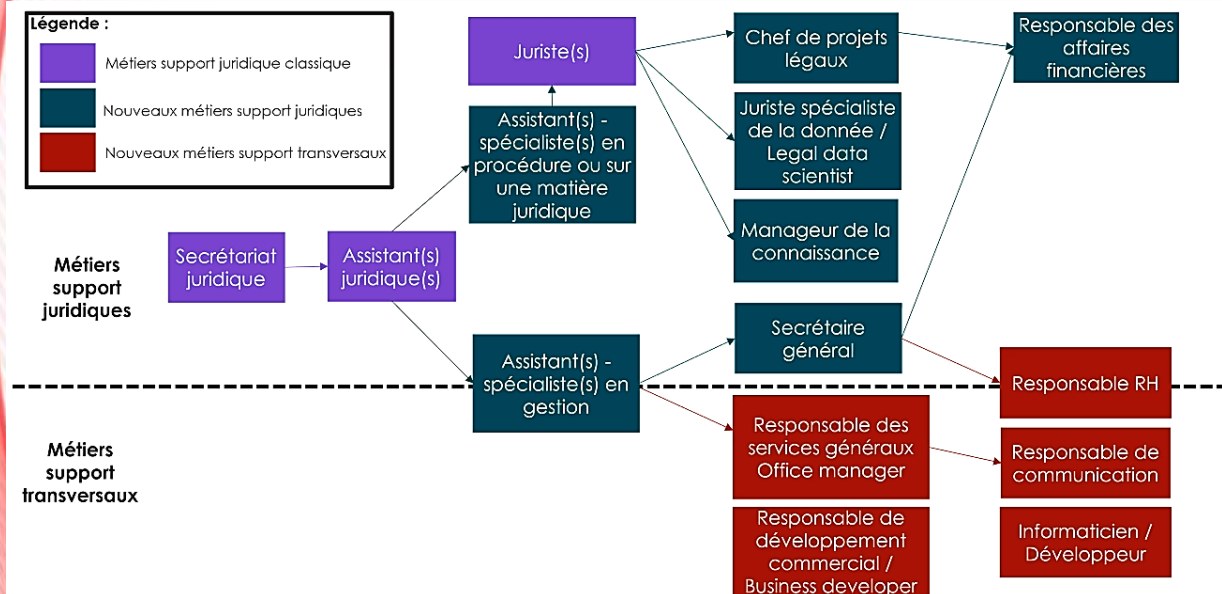 Légende :
Métiers support juridique classique
Nouveaux métiers support juridiques
Nouveaux métiers support transversaux
Juriste(s)
Chef de projets
légaux
Responsable des
affaires
financières
Assistant(s) -
spécialiste(s) en
procédure ou sur
une matière
juridique
Juriste spécialiste
de la donnée /
Legal data
scientist
Manageur de la
connaissance
Métiers
support
juridiques
Secrétariat
juridique
Assistant(s)
juridique(s)
Assistant(s) -
spécialiste(s) en
gestion
Secrétaire
général
Responsable RH
Métiers
support
transversaux
Responsable des
services généraux
Office manager
Responsable de
communication
Responsable de
développement
commercial /
Business developer
Informaticien /
Développeur